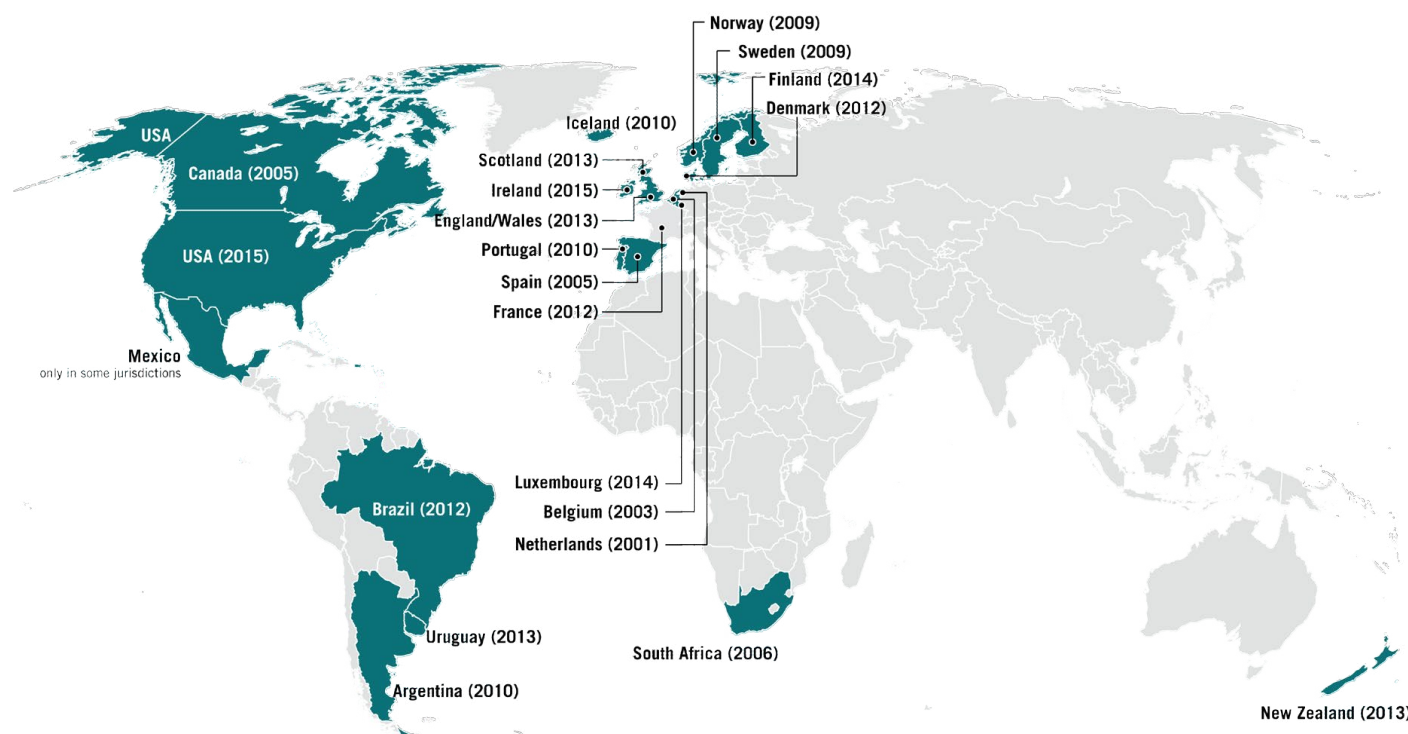 Norway (2009)
Sweden (2009)
Finland (2014)
Denmark (2012)
Iceland (2010)
USA
Scotland (2013)
Canada (2005)
Ireland (2015)
England/Wales (2013)
Portugal (2010)
USA (2015)
Spain (2005)
France (2012)
Mexico
only in some jurisdictions
Luxembourg (2014)
Brazil (2012)
Belgium (2003)
Netherlands (2001)
Uruguay (2013)
South Africa (2006)
Argentina (2010)
New Zealand (2013)